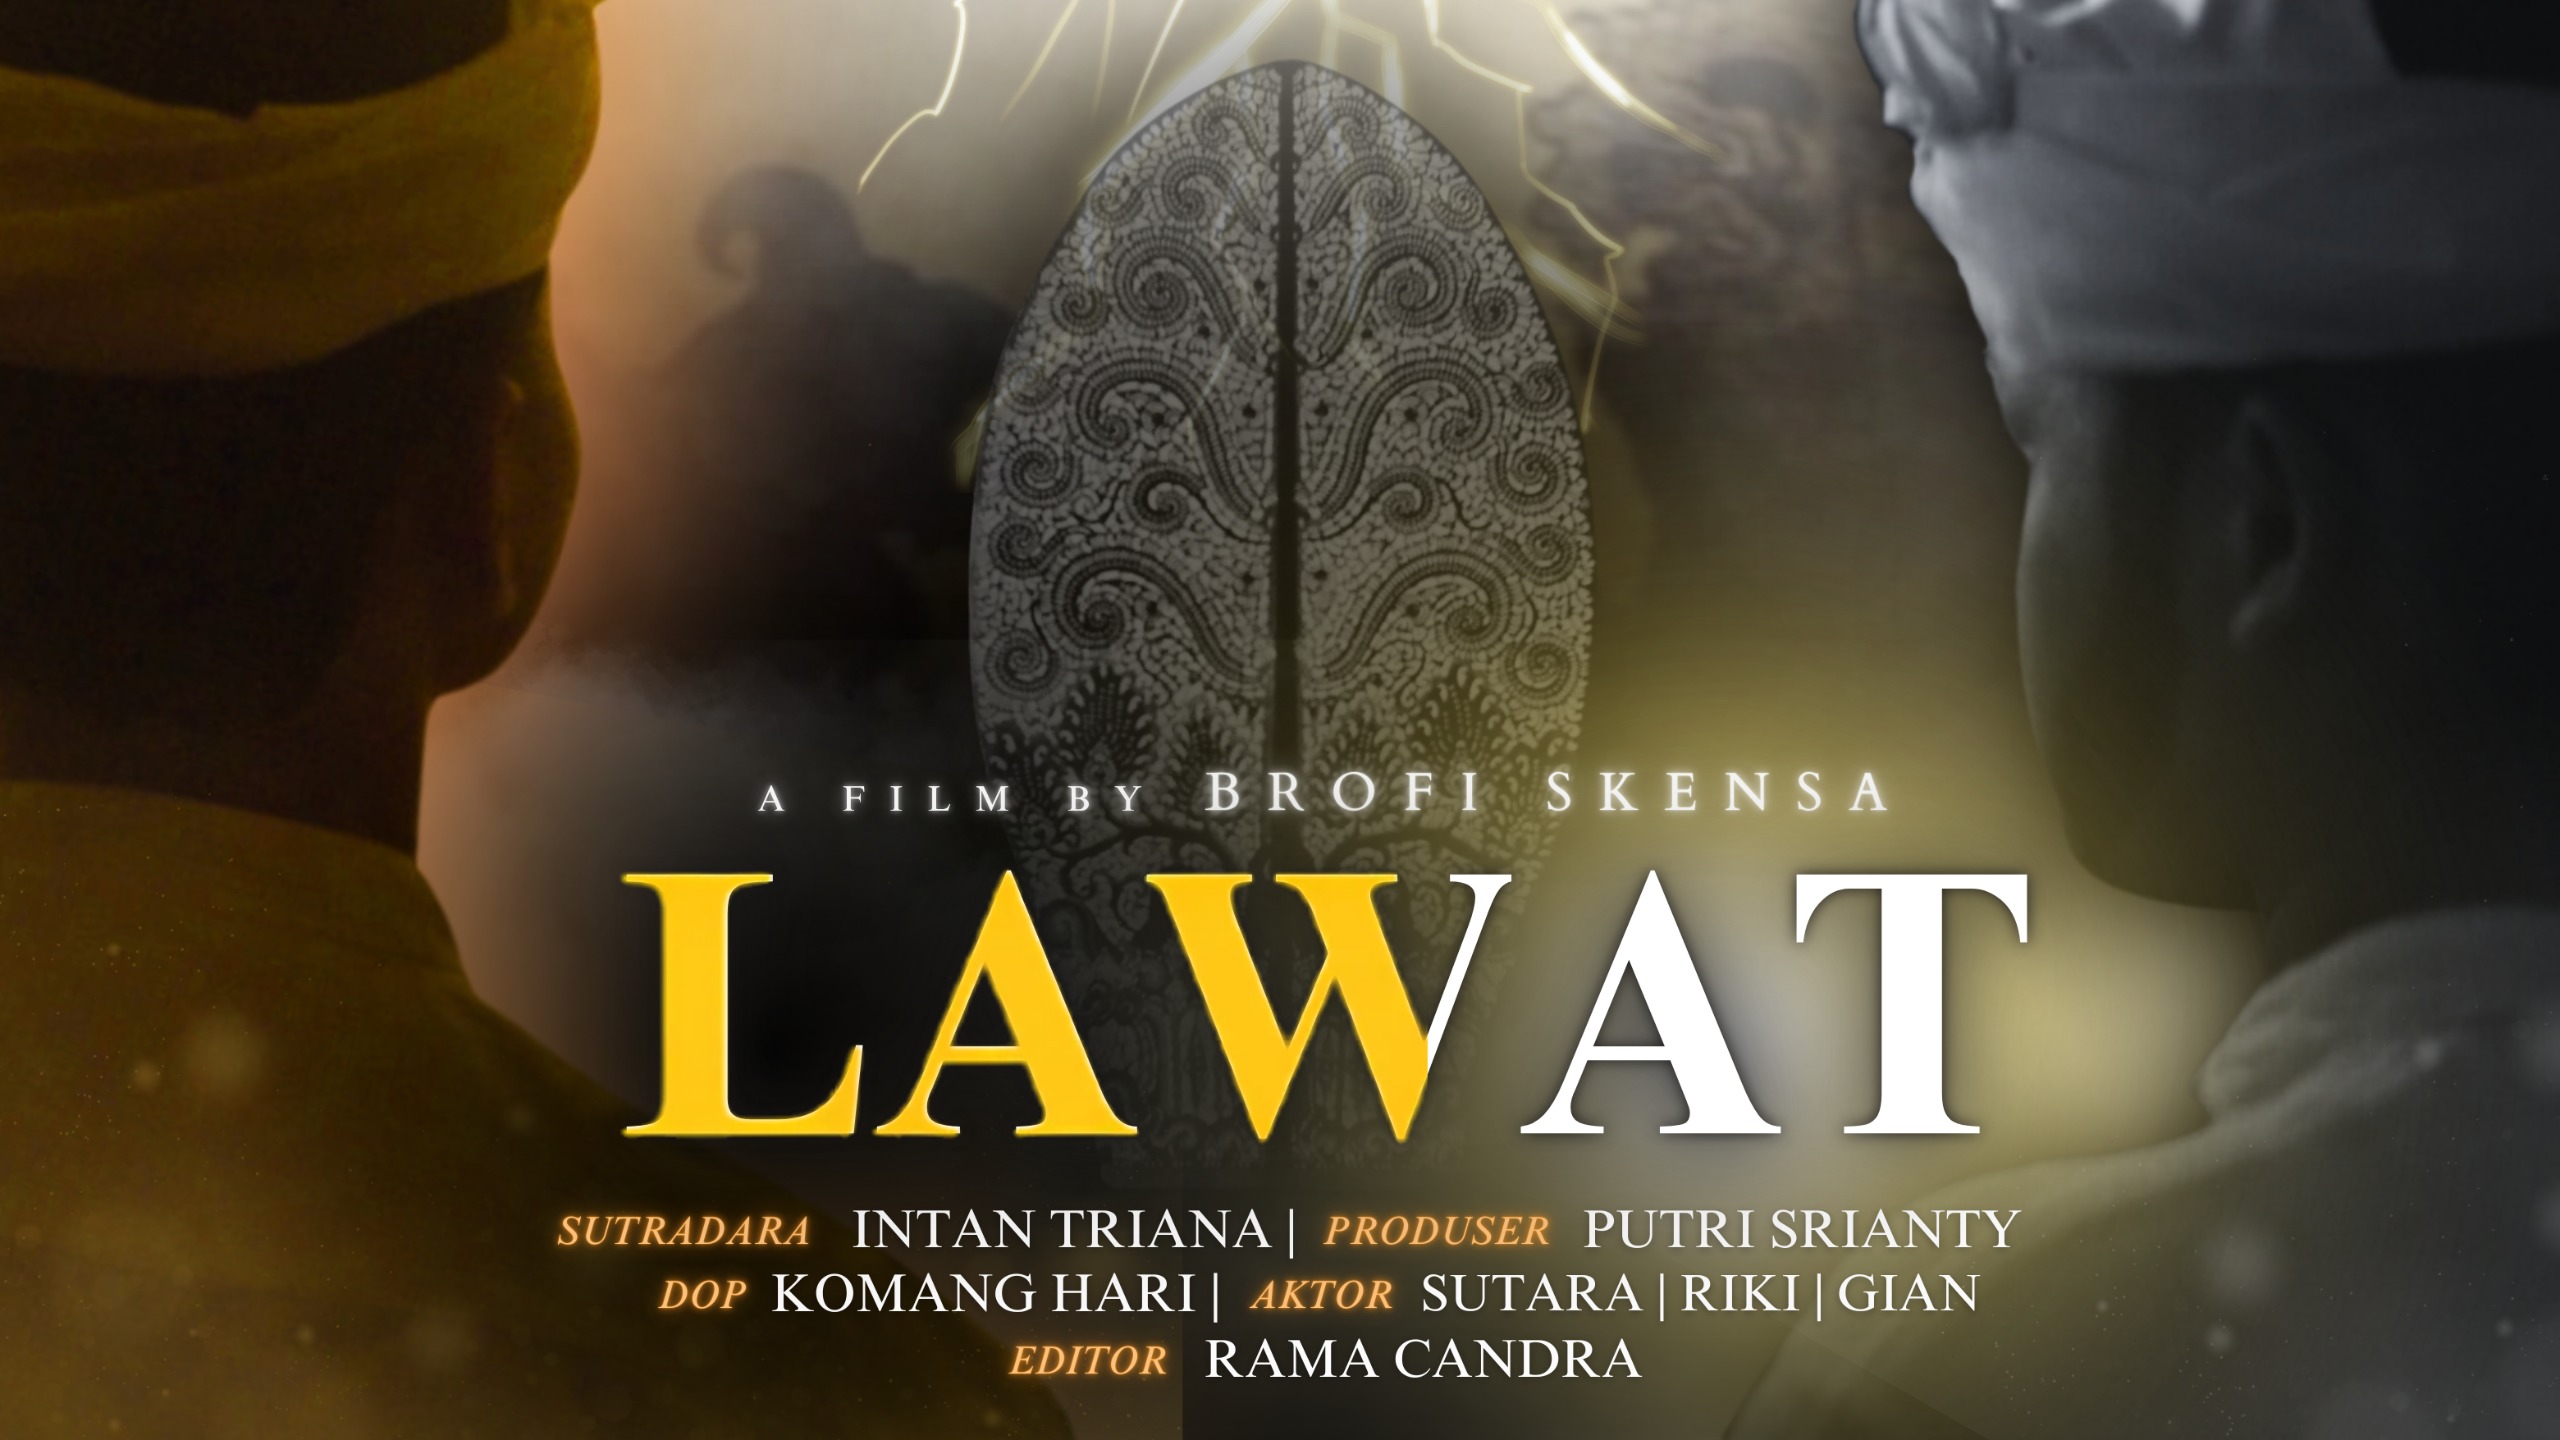 A FILM BY BROFI SKENSA
LAWAT
SUTRADARA INTAN TRIANA | PRODUSER PUTRI SRIANTY
DOP KOMANG HARI | AKTOR SUTARA | RIKI | GIAN
EDITOR RAMA CANDRA